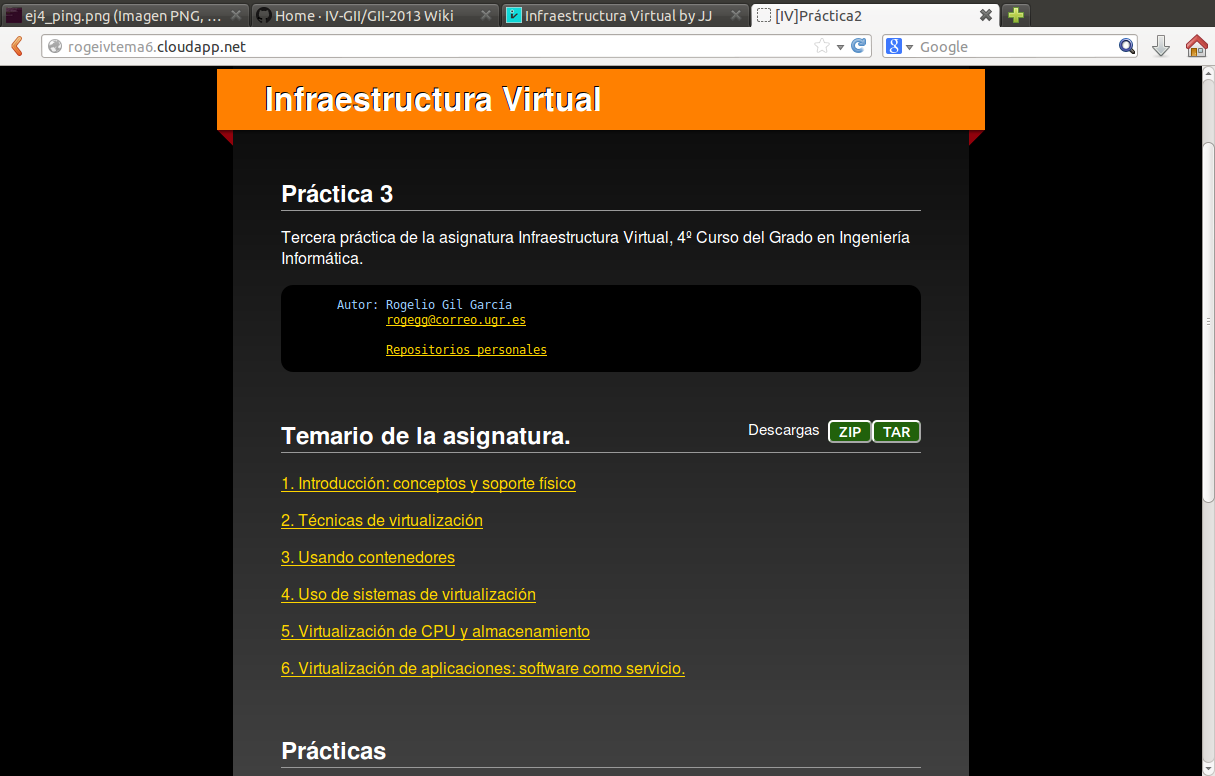 ej4_ping.png (Imagen PNG, ...
Home · IV-GII/GII-2013 Wiki
Infraestructura Virtual by JJ
[IV]Práctica2
rogeivtema6.cloudapp.net
8
Google
Infraestructura Virtual
Práctica 3
Tercera práctica de la asignatura Infraestructura Virtual, 4º Curso del Grado en Ingeniería
Informática.
Autor: Rogelio Gil García
rogegg@correo.ugr.es
Repositorios personales
Temario de la asignatura.
Descargas ZIP TAR
1. Introducción: conceptos y soporte físico
2. Técnicas de virtualización
3. Usando contenedores
4. Uso de sistemas de virtualización
5. Virtualización de CPU y almacenamiento
6. Virtualización de aplicaciones: software como servicio.
Prácticas